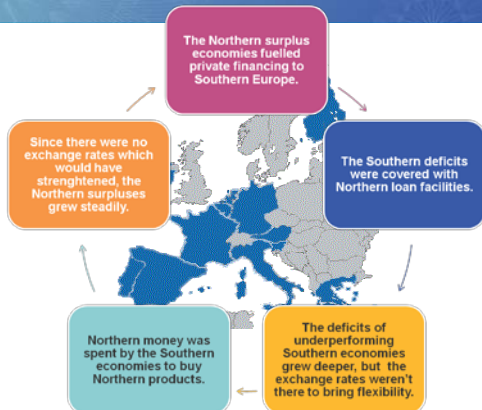 The Northern surplus
economies fuelled
private financing to
Southern Europe.
The Southern deficits
were covered with
Northern loan facilities.
The deficits of
underperforming
Southern economies
grew deeper, but the
exchange rates weren't
there to bring flexibility.
Northern money was
spent by the Southern
economies to buy
Northern products.
Since there were no
exchange rates which
would have
strenghtened, the
Northern surpluses
grew steadily.